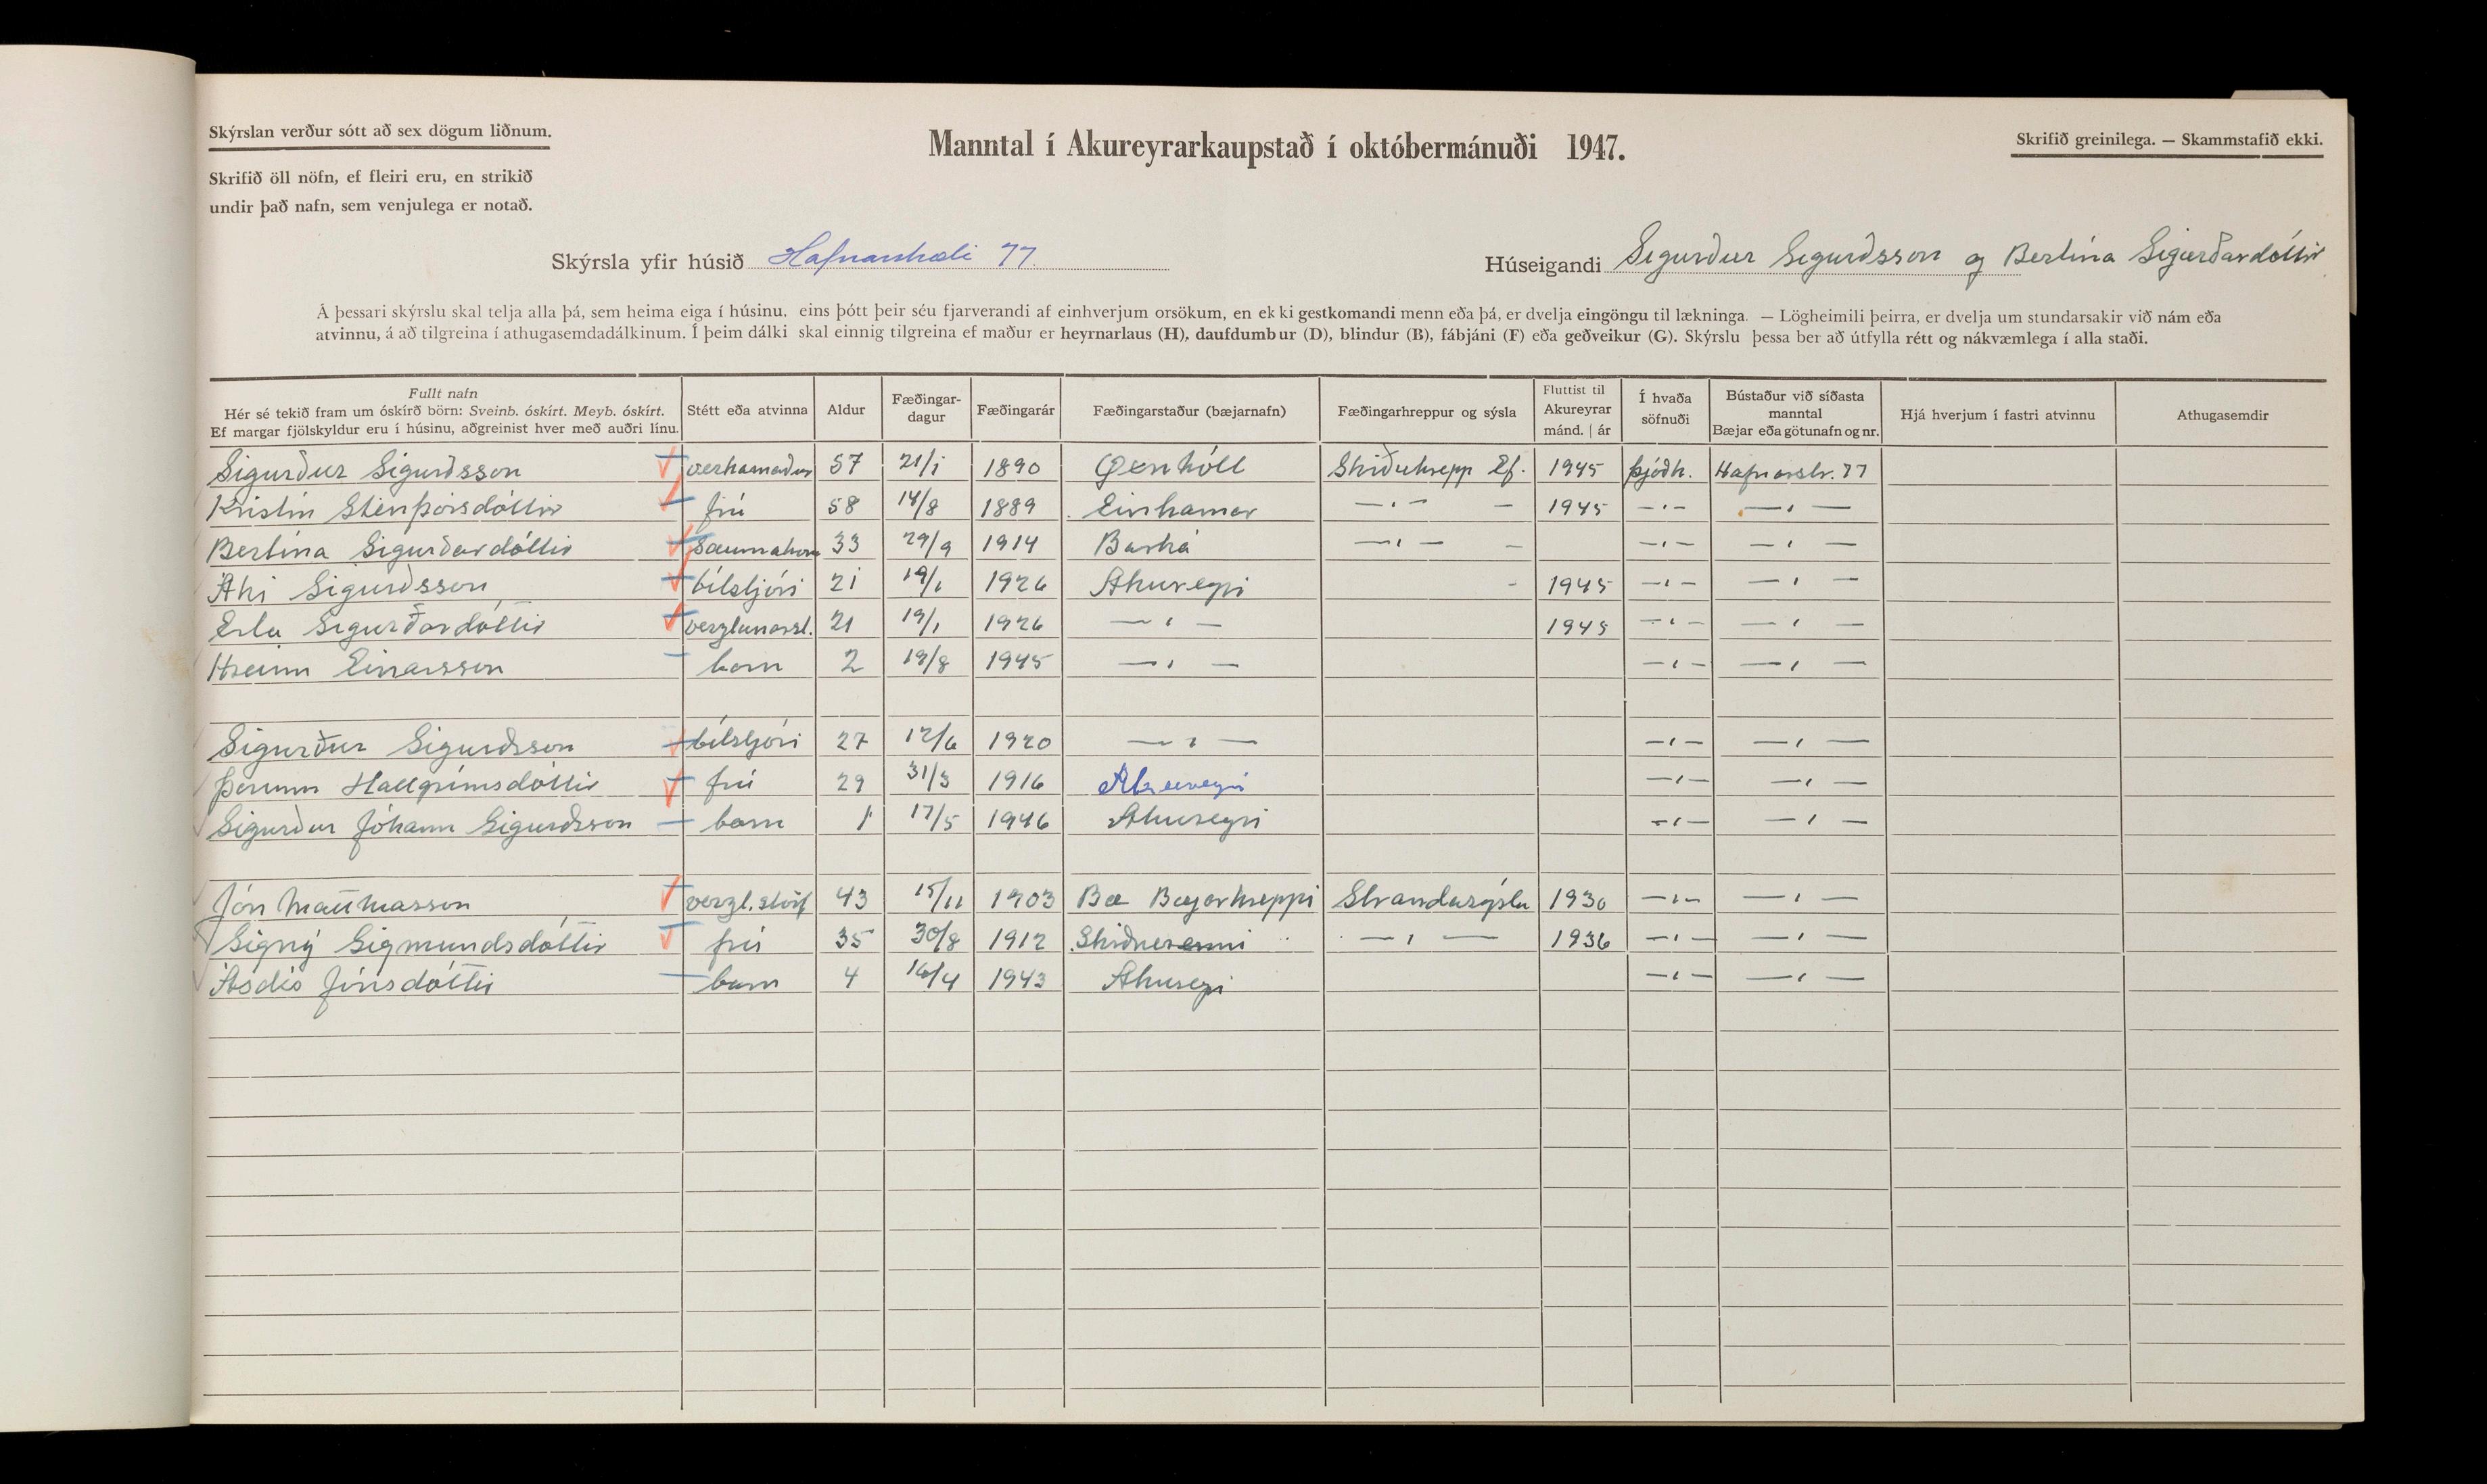 Skýrslan verður sótt að sex dögum liðnum.
Manntal í Akureyrarkaupstað í októbermánuði 1947.
Skrifið greinilega. — Skammstafið ekki.
Skrifið öll nöfn, ef fleiri eru, en strikið
undir það nafn, sem venjulega er notað.
Skýrsla yfir húsið Hafnarstræti 77.
Húseigandi Sigurður Sigurðsson og Berlína Sigurðardóttir
Á þessari skýrslu skal telja alla þá, sem heima eiga í húsinu, eins þótt þeir séu fjarverandi af einhverjum orsökum, en ekki gestkomandi menn eða þá, er dvelja eingöngu til lækninga. — Lögheimili þeirra, er dvelja um stundarsakir við nám eða
atvinnu, á að tilgreina í athugasemdadálkinum. Í þeim dálki skal einnig tilgreina ef maður er heyrnarlaus (H), daufdumbur (D), blindur (B), fábjáni (F) eða geðveikur (G). Skýrslu þessa ber að útfylla rétt og nákvæmlega í alla staði.
Fullt nafn
Hér sé tekið fram um óskírð börn: Sveinb. óskírt. Meyb. óskírt.
Ef margar fjölskyldur eru í húsinu, aðgreinist hver með auðri línu.
Stétt eða atvinna
Aldur
Fæðingar-
dagur
Fæðingarár
Fæðingarstaður (bæjarnafn)
Fæðingarhreppur og sýsla
Fluttist til
Akureyrar
mánd. | ár
Í hvaða
söfnuði
Bústaður við síðasta
manntal
Bæjar eða götunafn og nr.
Hjá hverjum í fastri atvinnu
Athugasemdir
Sigurður Sigurðsson verkamaður 57 21/1 1890 Öxnhóll Skriðuhrepp Ef. 1945 Þjóðk. Hafnarstr. 77
Kristín Steinþórsdóttir frú 58 14/8 1889 Einhamar —〃— — 1945 —〃— —〃—
Berlína Sigurðardóttir saumakona 33 29/9 1914 Barká —〃— — —〃— —〃—
Áki Sigurðsson bílstjóri 21 19/1 1926 Akureyri - 1945 —〃— —〃—
Erla Sigurðardóttir verzlunarst. 21 19/1 1926 —〃— 1945 —〃— —〃—
Hreinn Einarsson barn 2 19/8 1945 —〃— —〃— —〃—
Sigurður Sigurðsson bílstjóri 27 12/6 1920 —〃— —〃— —〃—
Þórunn Hallgrímsdóttir frú 29 31/3 1916 Akureyri —〃— —〃—
Sigurður Jóhann Sigurðsson barn 1 17/5 1946 Akureyri —〃— —〃—
Jón verzl.störf 43 15/11 1903 Bæ Bæjarhreppi Strandasýslu 1930 —〃— —〃—
Signý Sigmundsdóttir frú 35 30/8 1912 —〃— 1936 —〃— —〃—
Ásdís Jónsdóttir barn 4 16/4 1943 Akureyri —〃— —〃—